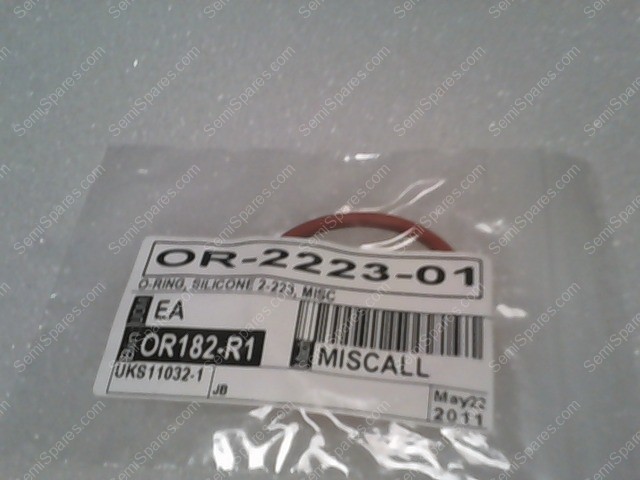 OR-2223-01
O-RING, SILICONE 2-223, MISC
EA
OR182-R1
MISCALL
UKS11032-1
JB
May22
2011
SemiSpares.com